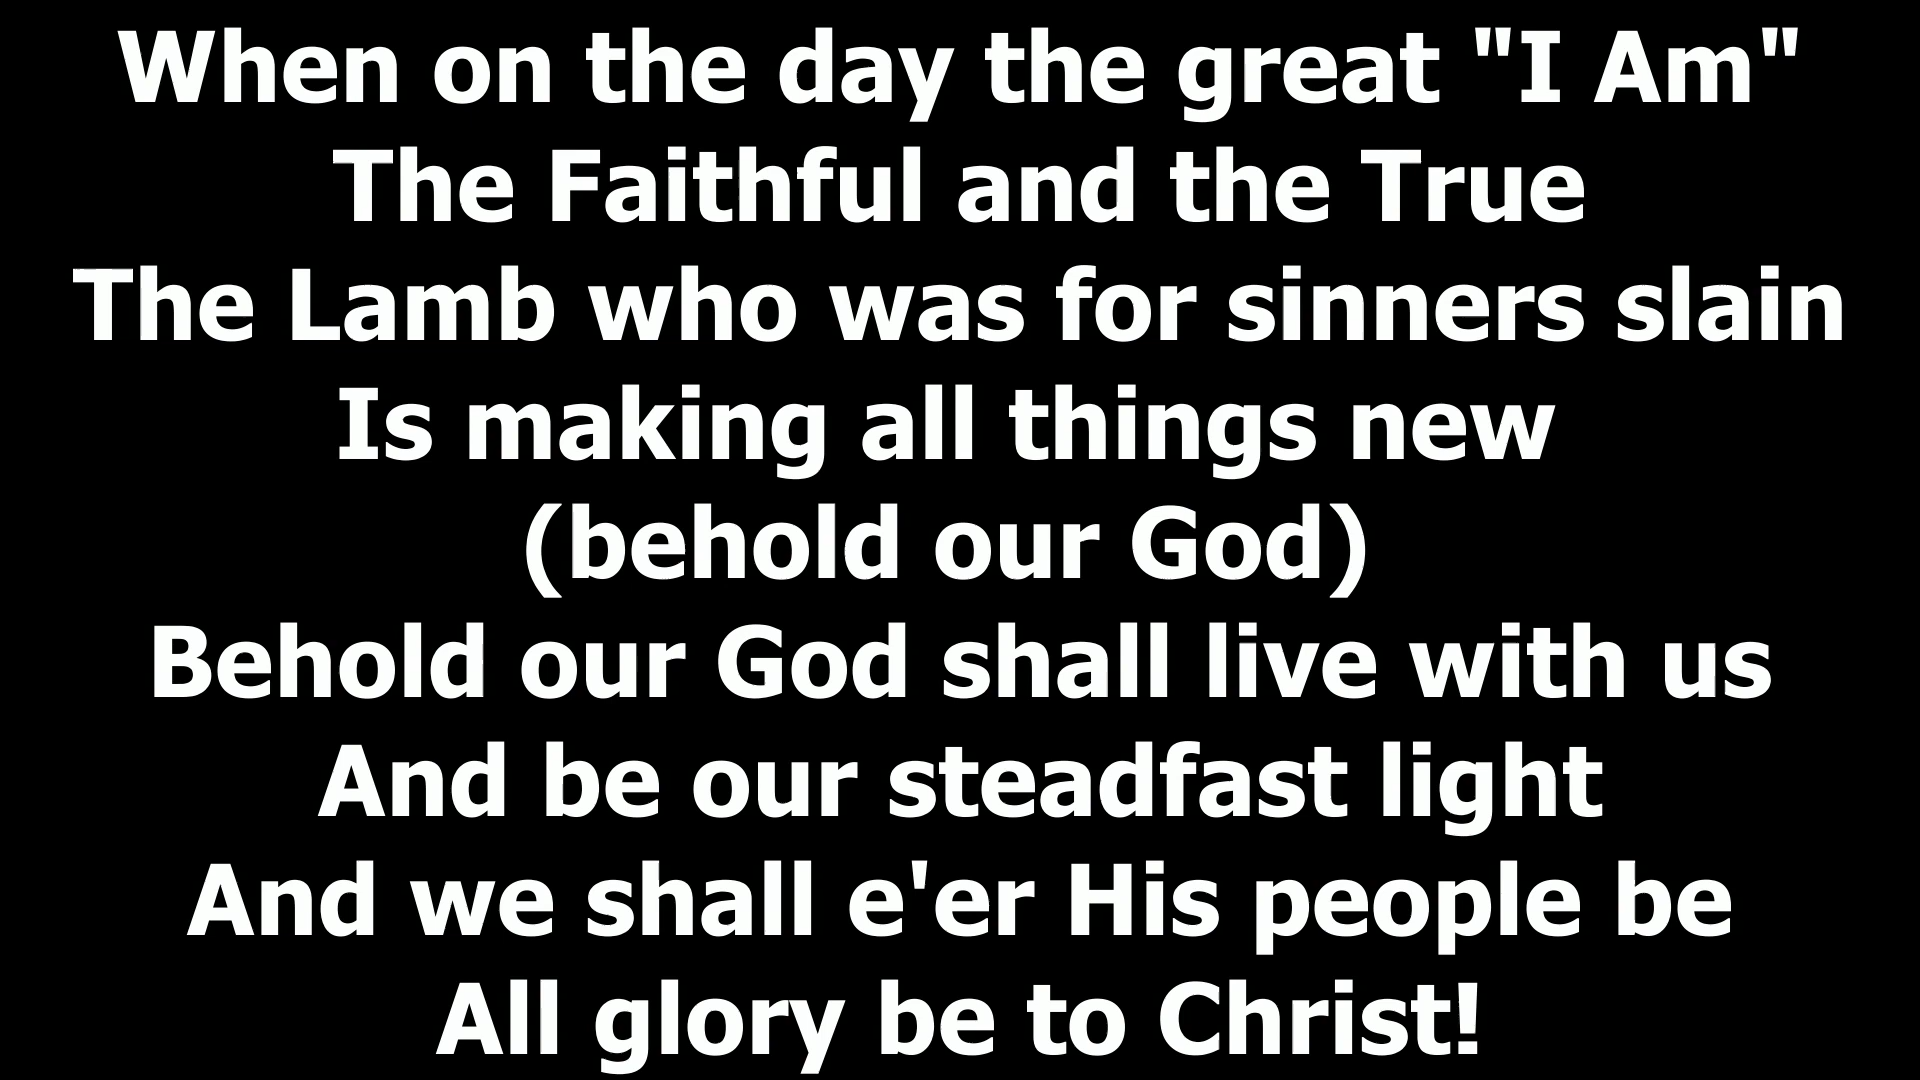 When on the day the great "I Am"
The Faithful and the True
The Lamb who was for sinners slain
Is making all things new
(behold our God)
Behold our God shall live with us
And be our steadfast light
And we shall e'er His people be
All glory be to Christ!